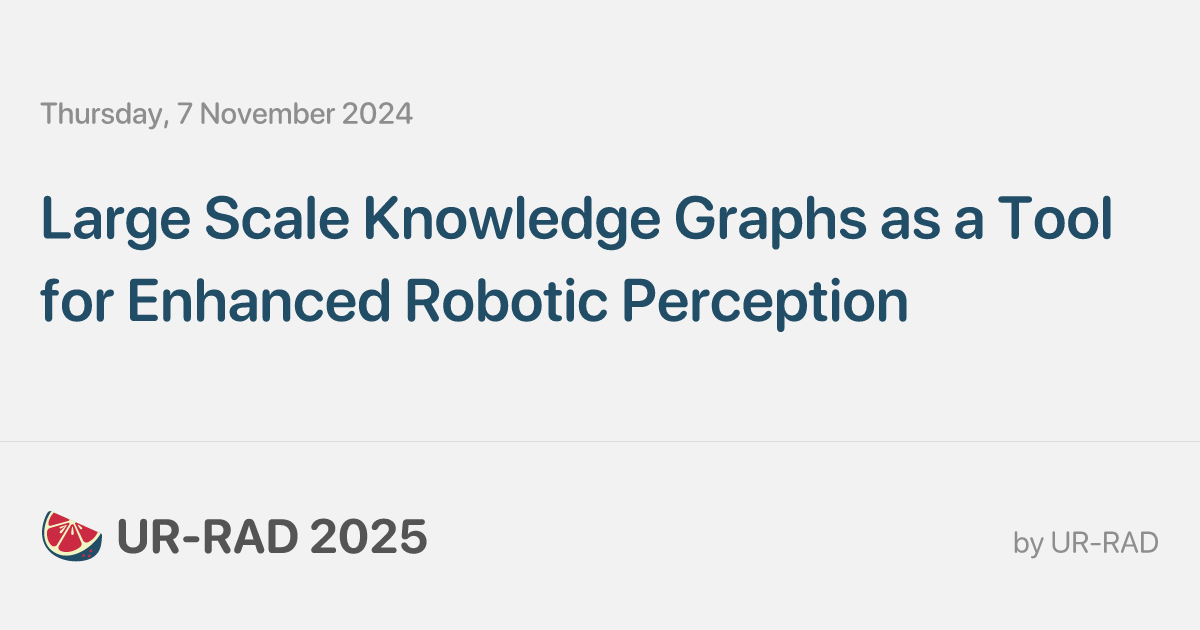 Thursday, 7 November 2024
Large Scale Knowledge Graphs as a Tool
for Enhanced Robotic Perception
UR-RAD 2025
by UR-RAD